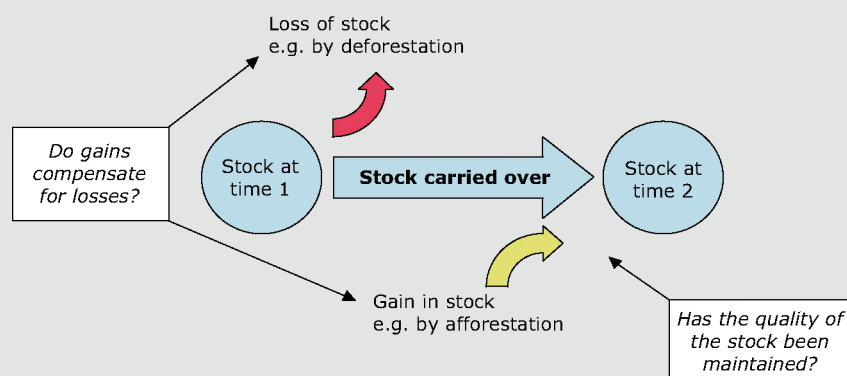 Loss of stock
e.g. by deforestation
Do gains
compensate
for losses?
Stock at
time 1
Stock carried over
Stock at
time 2
Gain in stock
e.g. by afforestation
Has the quality of
the stock been
maintained?